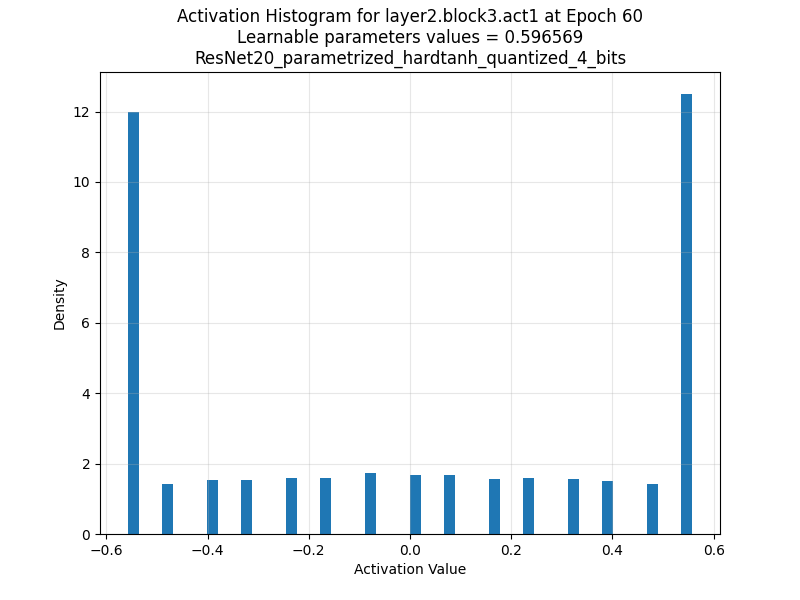 Activation Histogram for layer2.block3.act1 at Epoch 60
Learnable parameters values = 0.596569
ResNet20_parametrized_hardtanh_quantized_4_bits
12
10
8
6
4
2
0
Density
−0.6 −0.4 −0.2 0.0 0.2 0.4 0.6
Activation Value